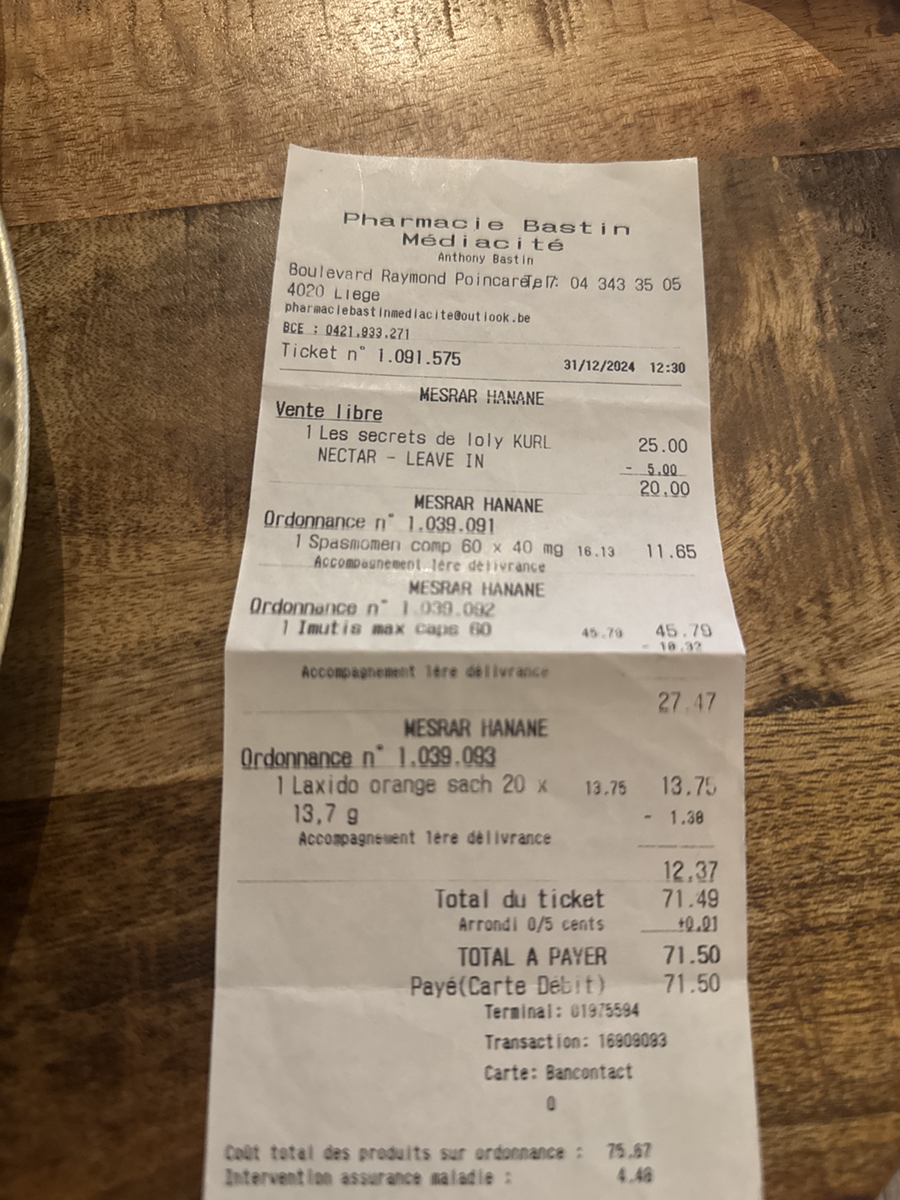 Pharmacie Bastin
Médiacité
Anthony Bastin
Boulevard Raymond Poincaré 7 Tel: 04 343 35 05
4020 Liege
pharmaciebastinmediacite@outlook.be
BCE : 0421.933.271
Ticket n° 1.091.575 31/12/2024 12:30
MESRAR HANANE
Vente libre
1 Les secrets de loly KURL 25.00
NECTAR - LEAVE IN - 5.00
20.00
MESRAR HANANE
Ordonnance n° 1.039.091
1 Spasmomen comp 60 x 40 mg 16.13 11.65
Accompagnement 1ère délivrance
MESRAR HANANE
Ordonnance n° 1.039.092
1 Imutis max caps 60 45.79 45.79
- 18.32
Accompagnement 1ère délivrance
27.47
MESRAR HANANE
Ordonnance n° 1.039.093
1 Laxido orange sach 20 x 13.75 13.75
13,7 g - 1.38
Accompagnement 1ère délivrance
12.37
Total du ticket 71.49
Arrondi 0/5 cents +0.01
TOTAL A PAYER 71.50
Payé(Carte Débit) 71.50
Terminal: 01975594
Transaction: 16909093
Carte: Bancontact
0
Coût total des produits sur ordonnance : 75.67
Intervention assurance maladie : 4.48